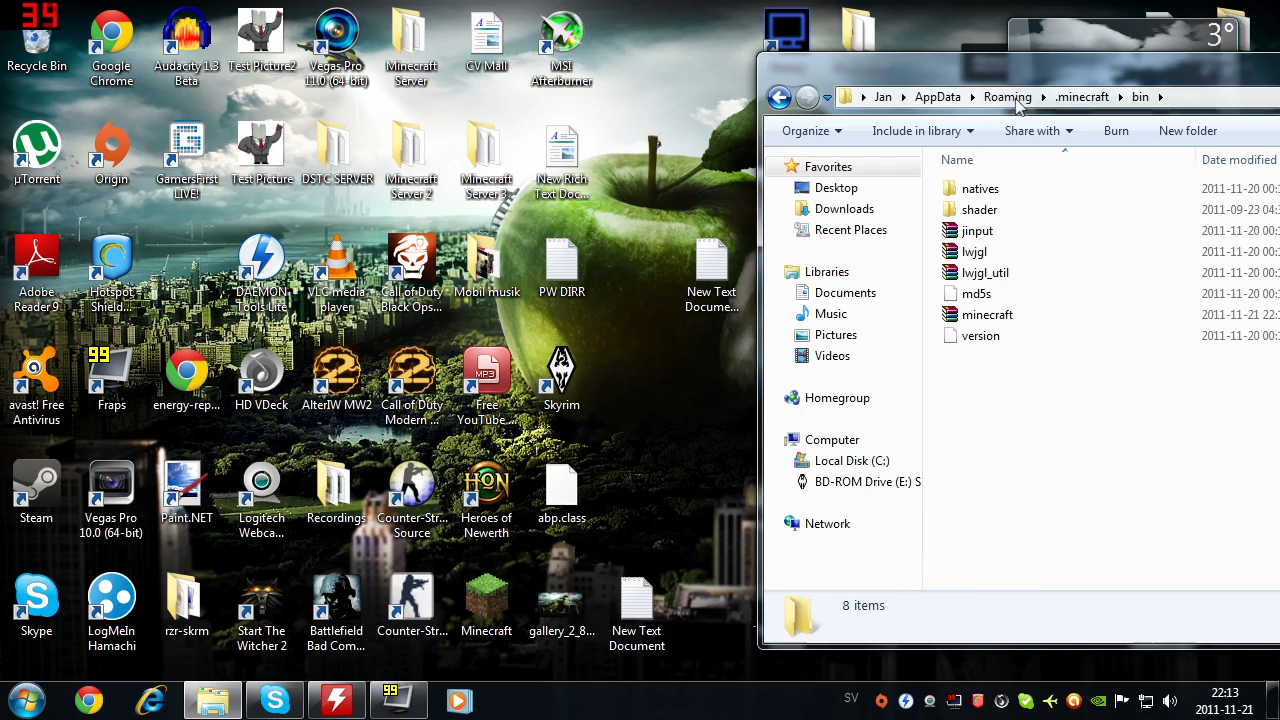 39
3°
Recycle Bin
Google
Chrome
Audacity 1.3
Beta
Test Picture2
Vegas Pro
11.0 (64-bit)
Minecraft
Server
CV Mall
MSI
Afterburner
µTorrent
Origin
GamersFirst
LIVE!
Test Picture
DSTC SERVER
Minecraft
Server 2
Minecraft
Server 3
New Rich
Text Doc...
Adobe
Reader 9
Hotspot
Shield...
DAEMON
Tools Lite
VLC media
player
Call of Duty
Black Ops...
Mobil musik
PW DIRR
New Text
Docume...
avast! Free
Antivirus
99
Fraps
energy-rep...
HD VDeck
AlterIW MW2
Call of Duty
Modern ...
MP3
Free
YouTube...
Skyrim
Steam
Vegas Pro
10.0 (64-bit)
Paint.NET
Logitech
Webca...
Recordings
Counter-Str...
Source
HON
Heroes of
Newerth
abp.class
Skype
LogMeIn
Hamachi
rzr-skrm
Start The
Witcher 2
Battlefield
Bad Com...
Counter-Str...
Minecraft
gallery_2_8...
New Text
Document
Jan
AppData
Roaming
.minecraft
bin
Organize
Include in library
Share with
Burn
New folder
Name
Date modified
Favorites
Desktop
Downloads
Recent Places
Libraries
Documents
Music
Pictures
Videos
Homegroup
Computer
Local Disk (C:)
BD-ROM Drive (E:) S
Network
natives
shader
2011-09-23 04:
jinput
2011-11-20 00:
lwjgl
2011-11-20 00:
lwjgl_util
2011-11-20 00:
md5s
2011-11-20 00:
minecraft
2011-11-21 22:
version
2011-11-20 00:
8 items
99
SV
22:13
2011-11-21